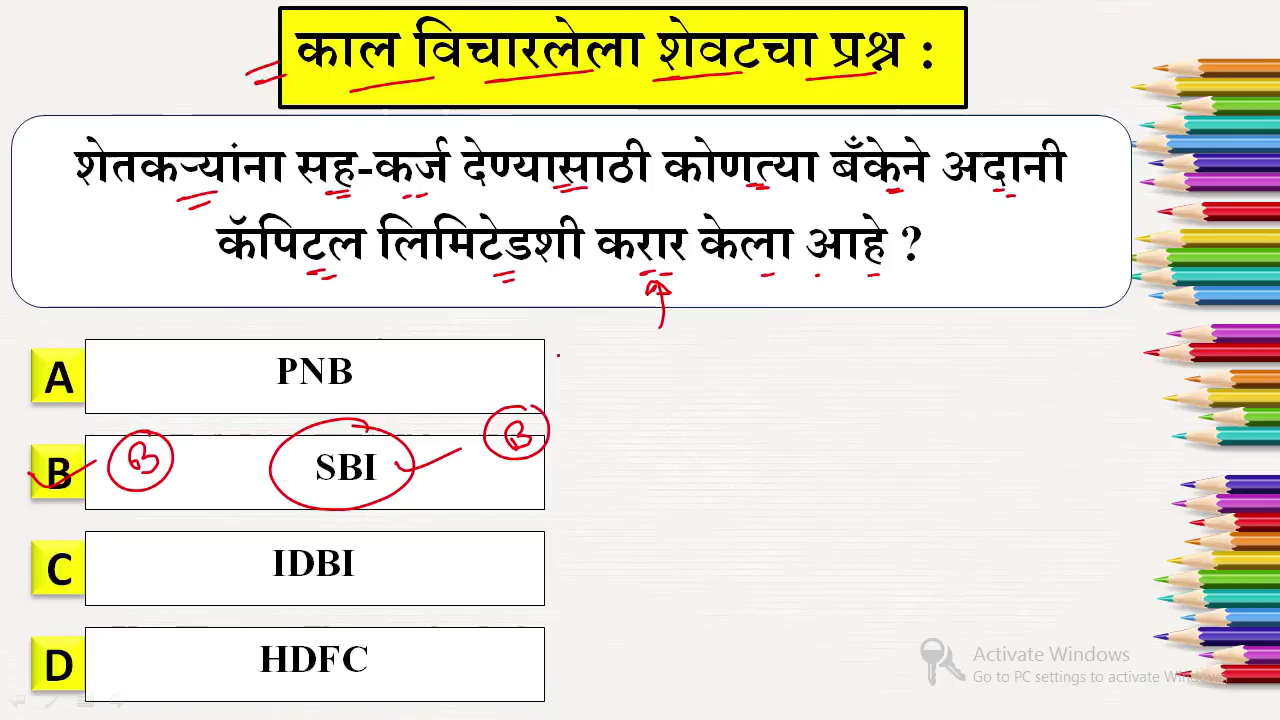 काल विचारलेला शेवटचा प्रश्न :
शेतकऱ्यांना सह-कर्ज देण्यासाठी कोणत्या बँकेने अदानी
कॅपिटल लिमिटेडशी करार केला आहे ?
A PNB
B B SBI B
C IDBI
D HDFC
Activate Windows
Go to PC settings to activate Windows.